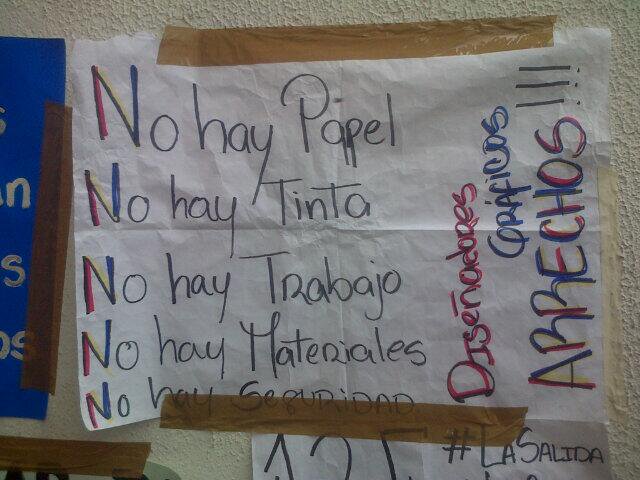 No hay Papel
No hay Tinta
No hay Trabajo
No hay Materiales
No hay SEGURIDAD
DISEñADORES
GRÁFICOS
ARRECHOS !!!
#LASALIDA
an
s
os